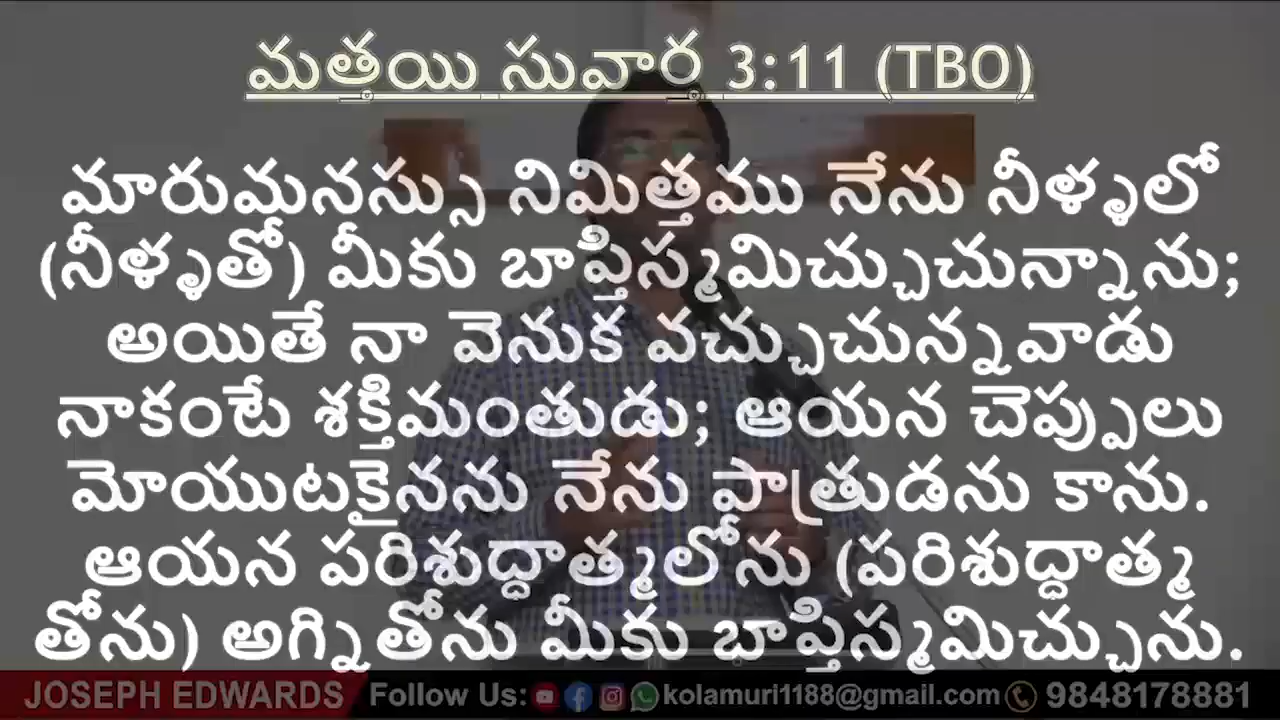 మత్తయి సువార్త 3:11 (TBO)
మారుమనస్సు నిమిత్తము నేను నీళ్ళలో
(నీళ్ళతో) మీకు బాప్తిస్మమిచ్చుచున్నాను;
అయితే నా వెనుక వచ్చుచున్నవాడు
నాకంటే శక్తిమంతుడు; ఆయన చెప్పులు
మోయుటకైనను నేను పాత్రుడను కాను.
ఆయన పరిశుద్ధాత్మలోను (పరిశుద్ధాత్మ
తోను) అగ్నితోను మీకు బాప్తిస్మమిచ్చును.
JOSEPH EDWARDS Follow Us: kolamuri1188@gmail.com 9848178881